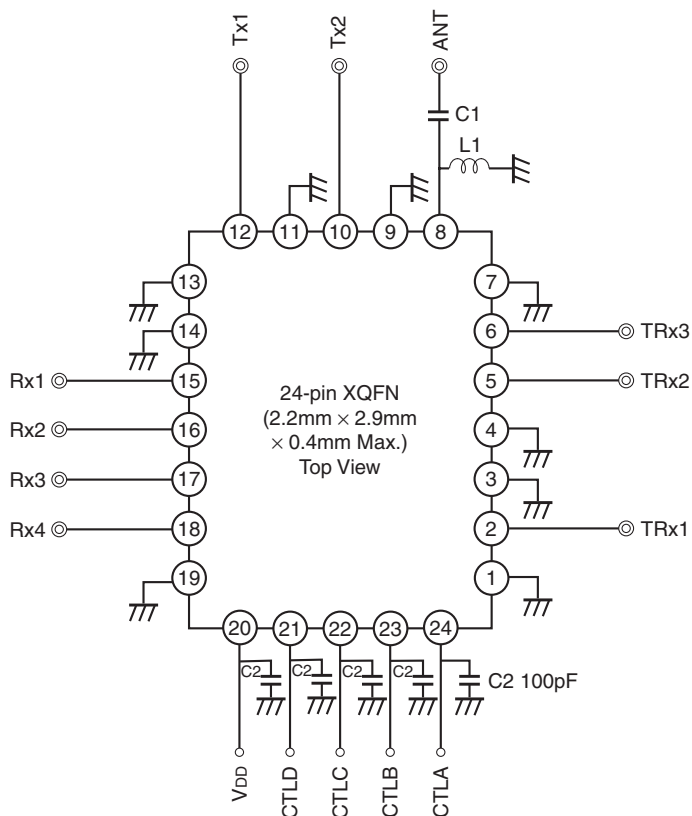 Tx1
Tx2
ANT
C1
L1
12
11
10
9
8
13
7
14
6
TRx3
Rx1
15
5
TRx2
24-pin XQFN
(2.2mm × 2.9mm
× 0.4mm Max.)
Top View
Rx2
16
4
Rx3
17
3
Rx4
18
2
TRx1
19
1
20
21
22
23
24
C2
C2
C2
C2
C2 100pF
VDD
CTLD
CTLC
CTLB
CTLA